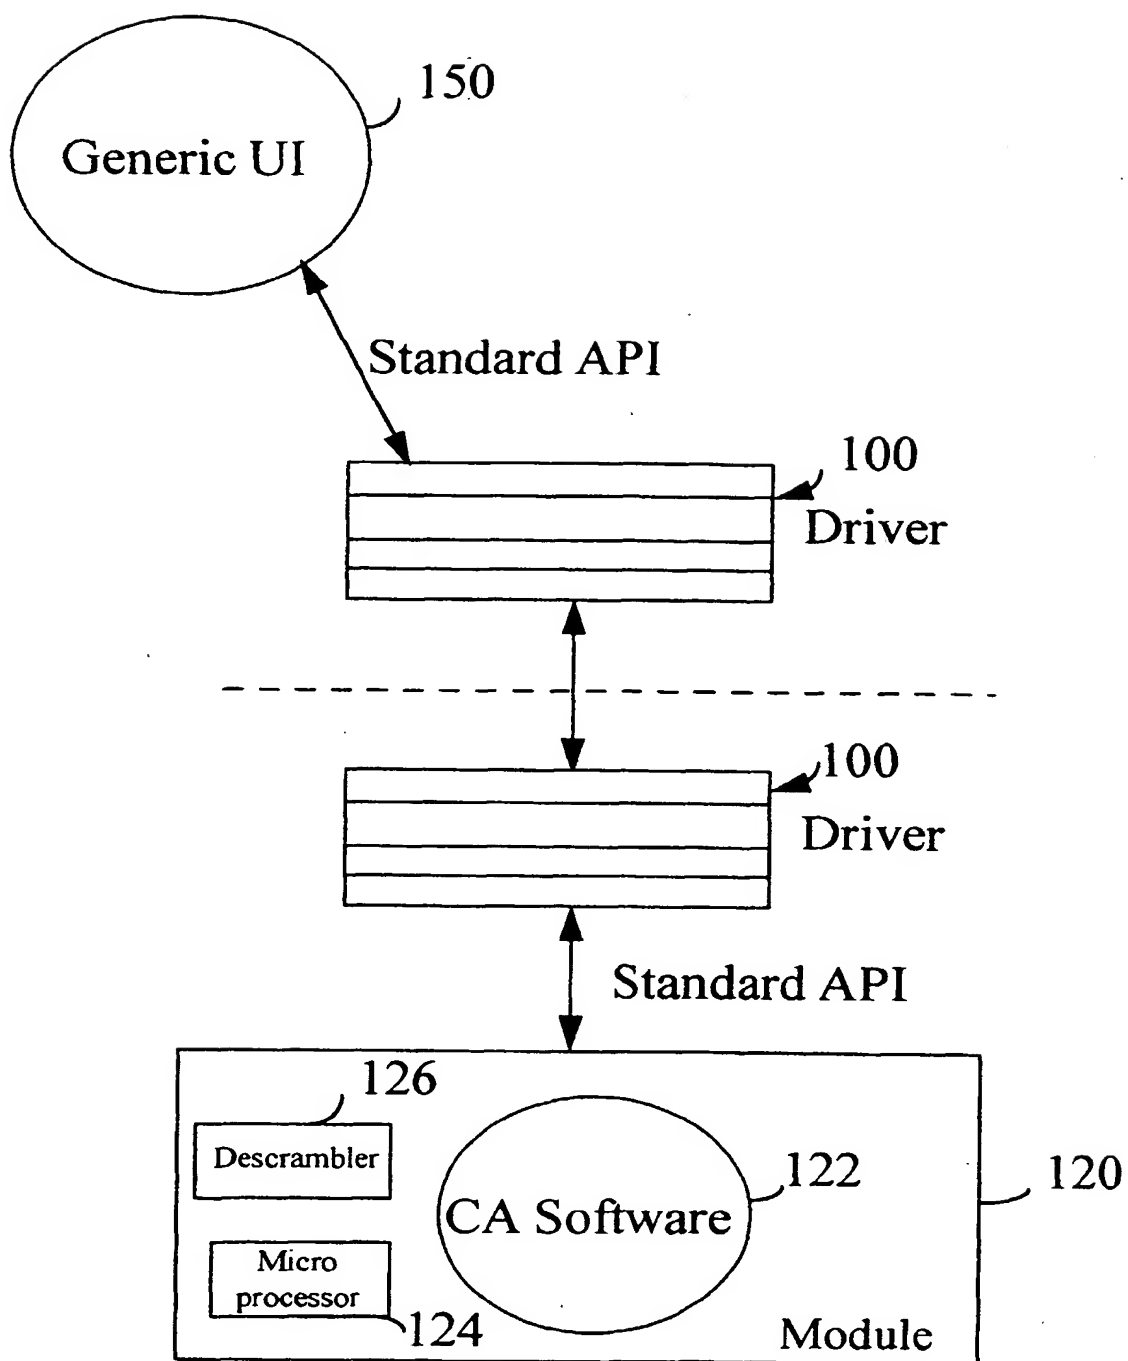 150
Generic UI
Standard API
100
Driver
100
Driver
Standard API
126
Descrambler
122
120
CA Software
Micro
processor
124
Module